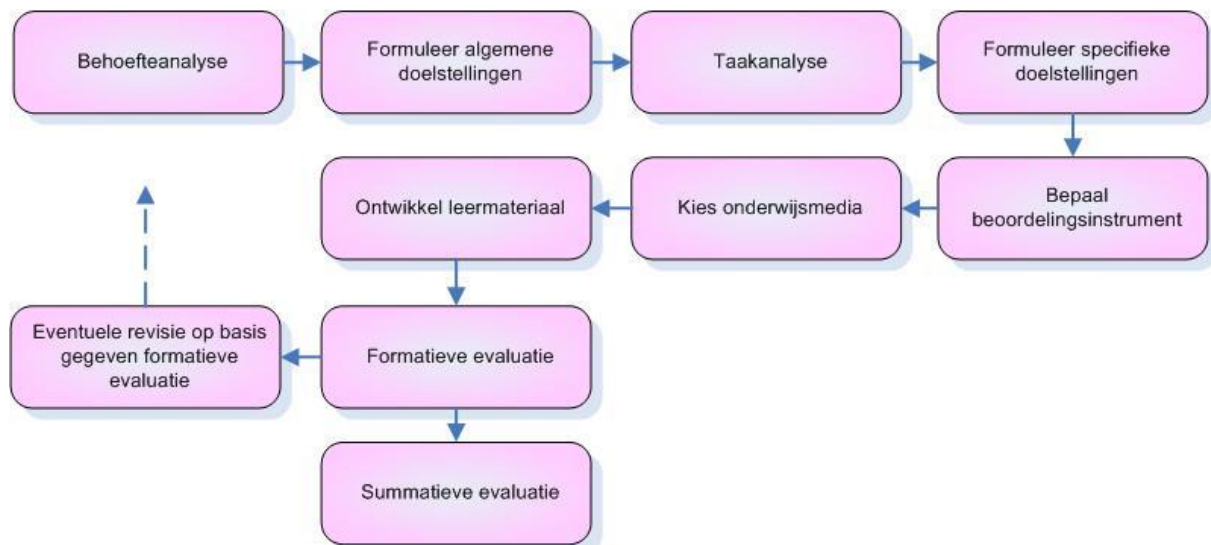 Behoefteanalyse
Formuleer algemene
doelstellingen
Taakanalyse
Formuleer specifieke
doelstellingen
Bepaal
beoordelingsinstrument
Kies onderwijsmedia
Ontwikkel leermateriaal
Formatieve evaluatie
Eventuele revisie op basis
gegeven formatieve
evaluatie
Summatieve evaluatie